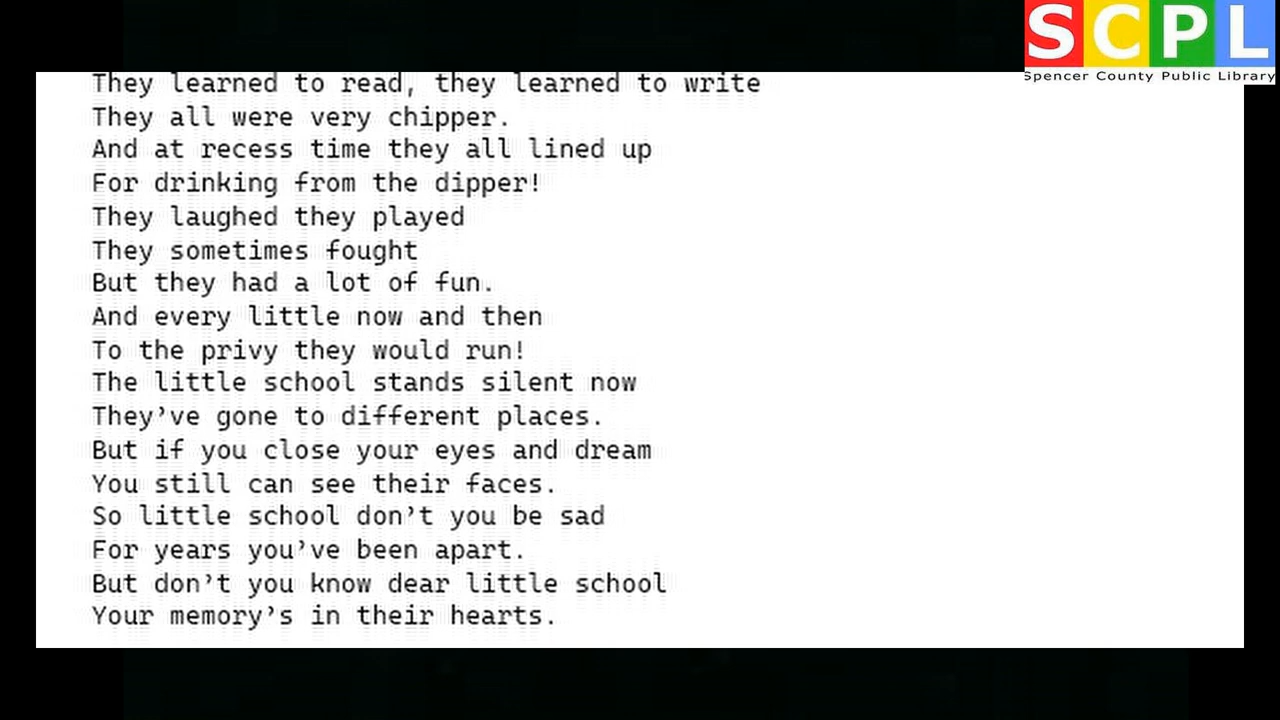 SCPL
Spencer County Public Library
They learned to read, they learned to write
They all were very chipper.
And at recess time they all lined up
For drinking from the dipper!
They laughed they played
They sometimes fought
But they had a lot of fun.
And every little now and then
To the privy they would run!
The little school stands silent now
They’ve gone to different places.
But if you close your eyes and dream
You still can see their faces.
So little school don’t you be sad
For years you’ve been apart.
But don’t you know dear little school
Your memory’s in their hearts.